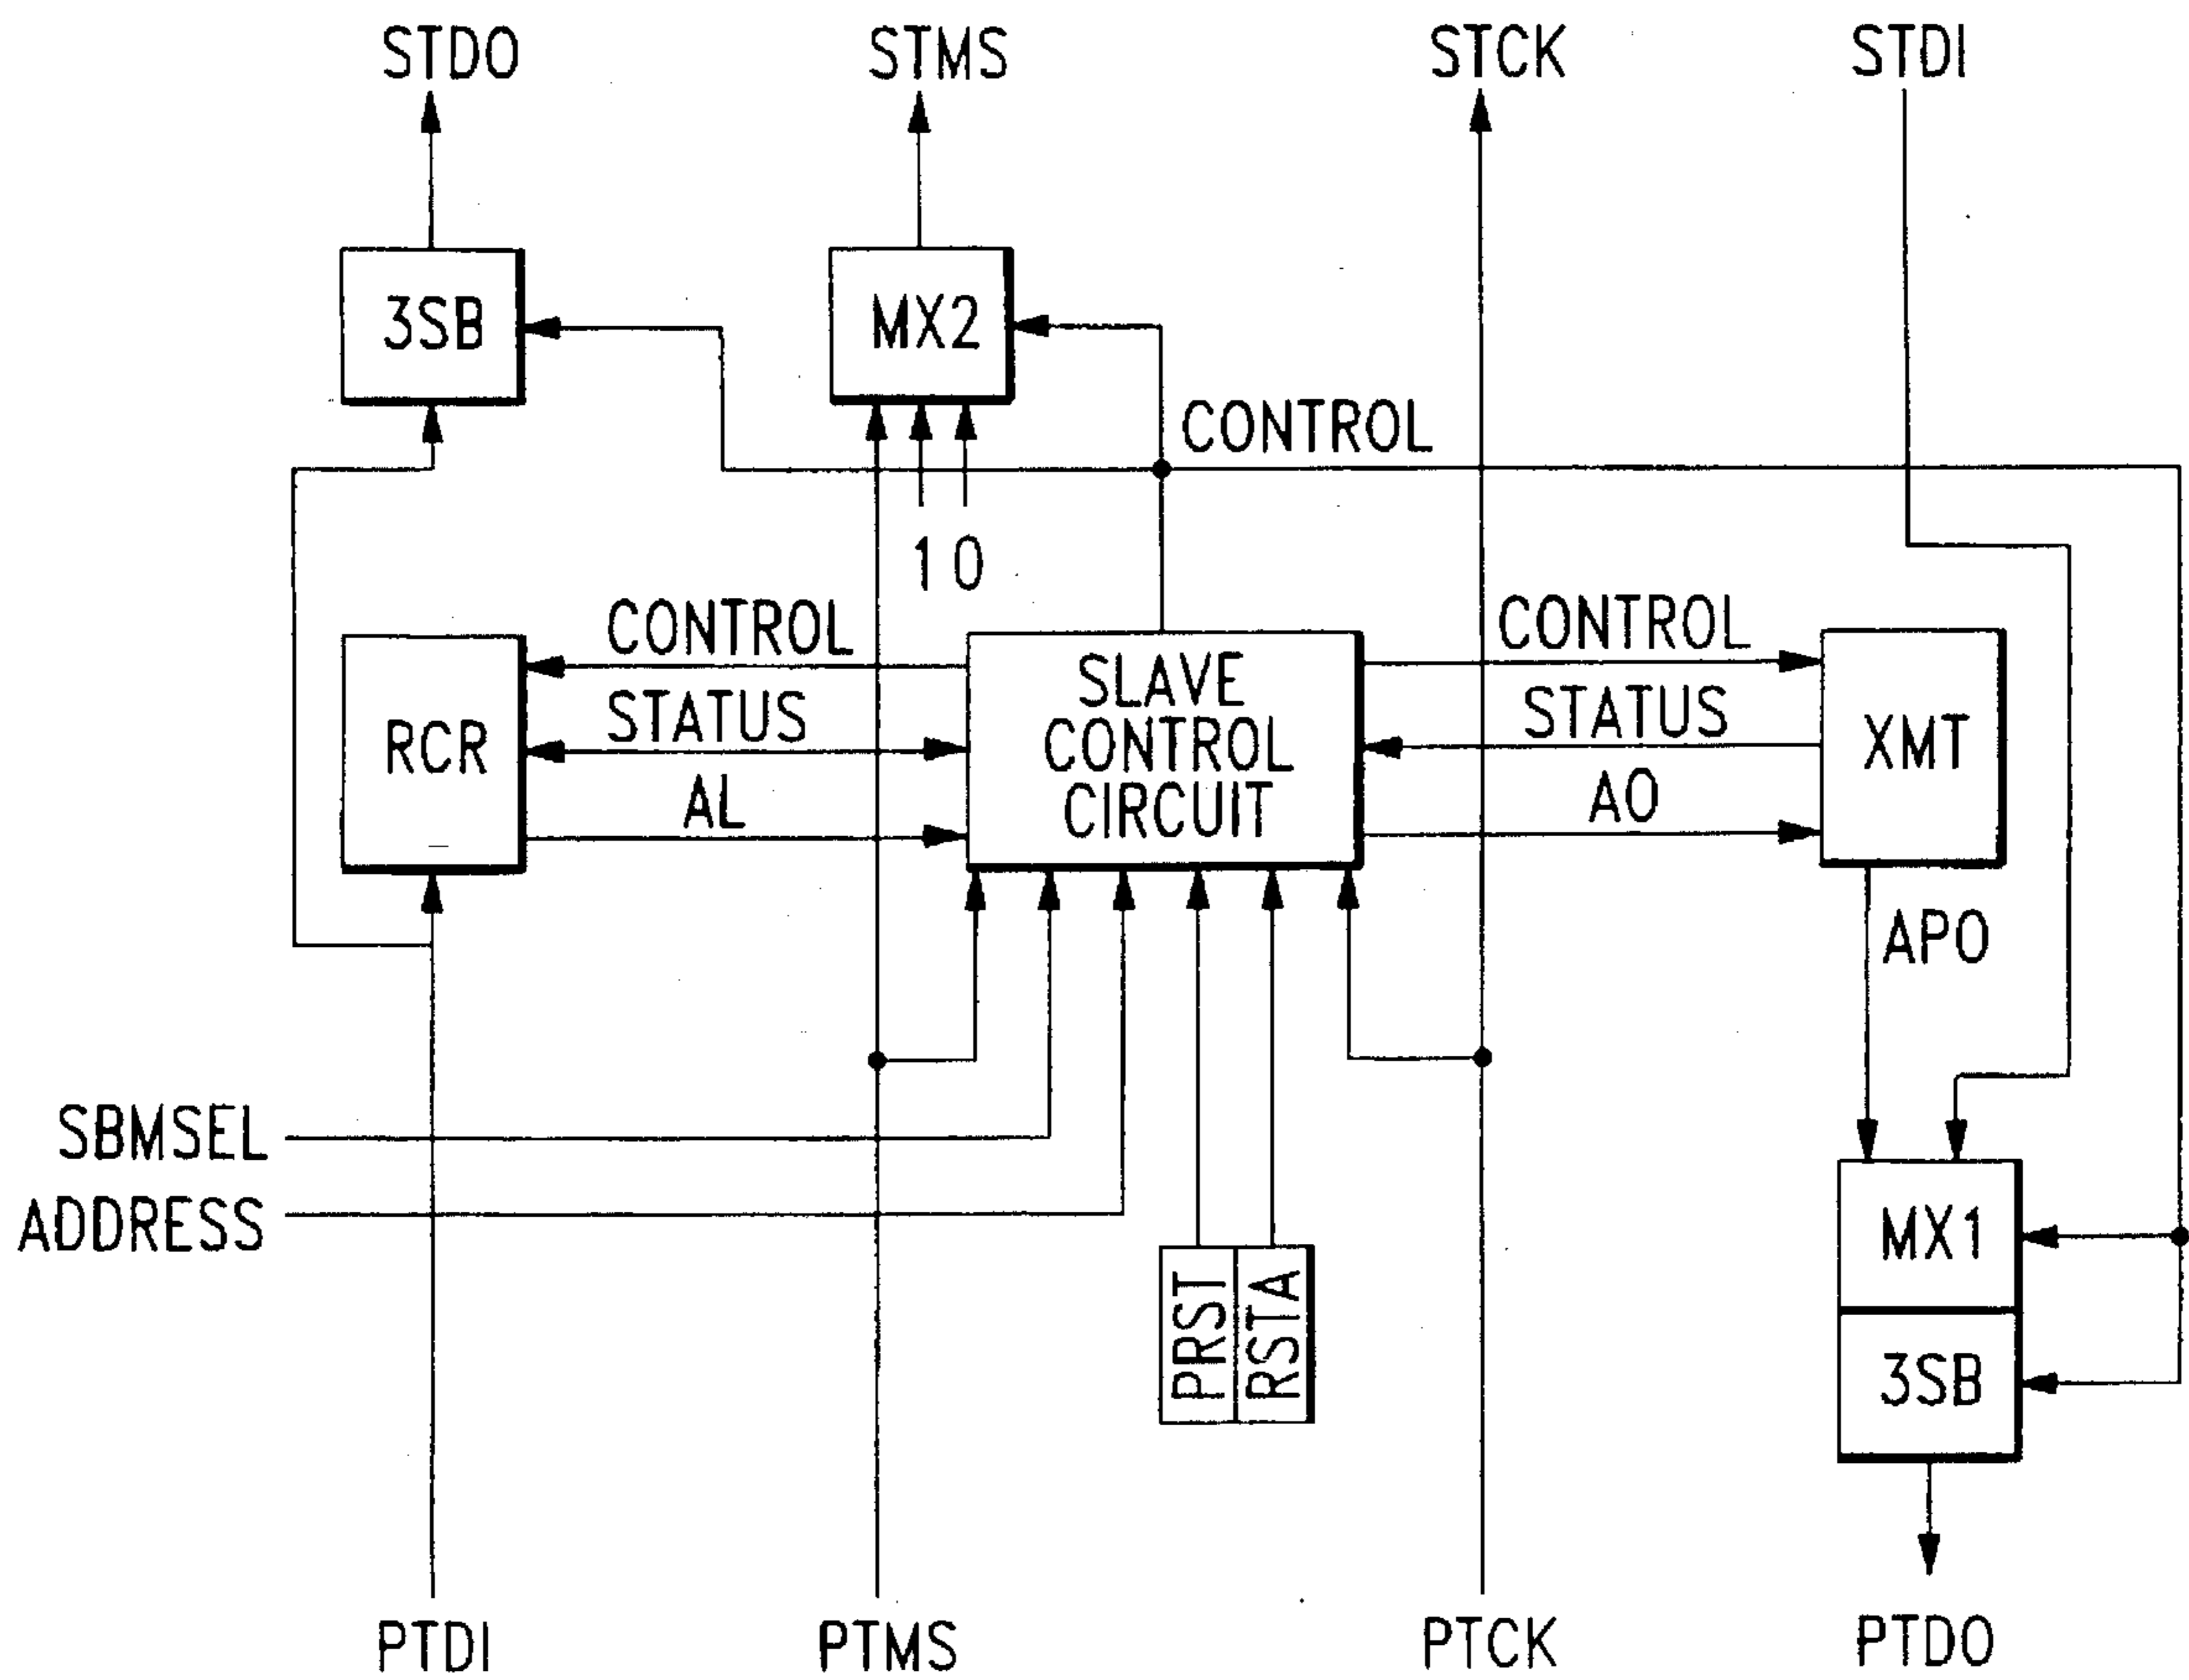 STDO
STMS
STCK
STDI
3SB
MX2
CONTROL
1 0
CONTROL
CONTROL
STATUS
STATUS
RCR
SLAVE
CONTROL
CIRCUIT
XMT
AL
AO
APO
SBMSEL
ADDRESS
PRST
RSTA
MX1
3SB
PTDI
PTMS
PTCK
PTDO